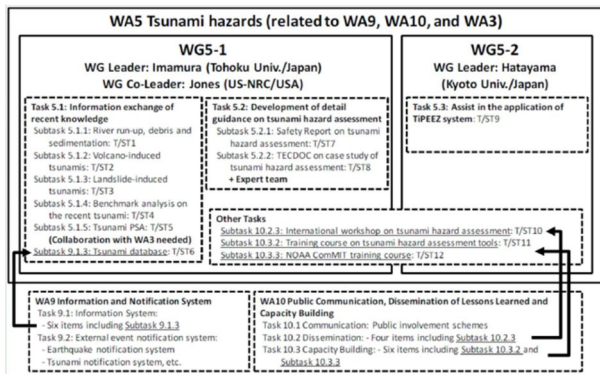 WA5 Tsunami hazards (related to WA9, WA10, and WA3)
WG5-1
WG Leader: Imamura (Tohoku Univ./Japan)
WG Co-Leader: Jones (US-NRC/USA)
Task 5.1: Information exchange of
recent knowledge
Subtask 5.1.1: River run-up, debris and
sedimentation: T/ST1
Subtask 5.1.2: Volcano-induced
tsunamis: T/ST2
Subtask 5.1.3: Landslide-induced
tsunamis: T/ST3
Subtask 5.1.4: Benchmark analysis on
the recent tsunami: T/ST4
Subtask 5.1.5: Tsunami PSA: T/ST5
(Collaboration with WA3 needed)
Subtask 9.1.3: Tsunami database: T/ST6
Task 5.2: Development of detail
guidance on tsunami hazard assessment
Subtask 5.2.1: Safety Report on tsunami
hazard assessment: T/ST7
Subtask 5.2.2: TECDOC on case study of
tsunami hazard assessment: T/ST8
+ Expert team
WG5-2
WG Leader: Hatayama
(Kyoto Univ./Japan)
Task 5.3: Assist in the application of
TiPEEZ system: T/ST9
Other Tasks
Subtask 10.2.3: International workshop on tsunami hazard assessment: T/ST10
Subtask 10.3.2: Training course on tsunami hazard assessment tools: T/ST11
Subtask 10.3.3: NOAA ComMIT training course: T/ST12
WA9 Information and Notification System
Task 9.1: Information System:
- Six items including Subtask 9.1.3
Task 9.2: External event notification system:
- Earthquake notification system
- Tsunami notification system, etc.
WA10 Public Communication, Dissemination of Lessons Learned and
Capacity Building
Task 10.1 Communication: Public involvement schemes
Task 10.2 Dissemination: - Four items including Subtask 10.2.3
Task 10.3 Capacity Building: - Six items including Subtask 10.3.2 and
Subtask 10.3.3